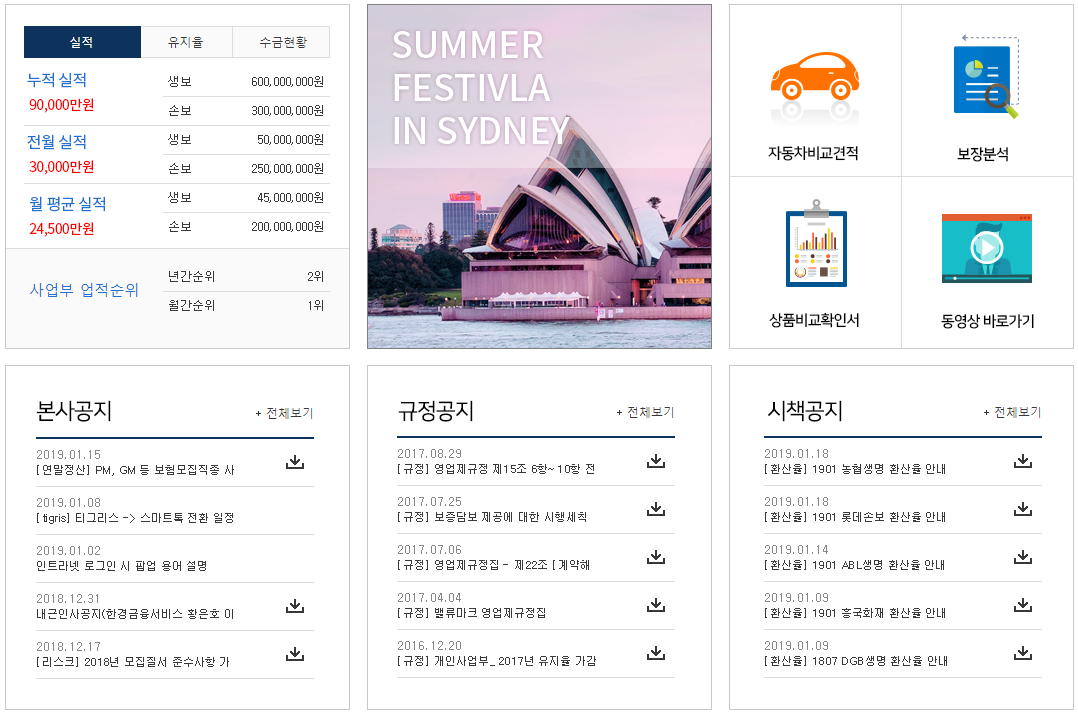 실적 유지율 수금현황
누적 실적
90,000만원
생보 600,000,000원
손보 300,000,000원
전월 실적
30,000만원
생보 50,000,000원
손보 250,000,000원
월 평균 실적
24,500만원
생보 45,000,000원
손보 200,000,000원
사업부 업적순위
년간순위 2위
월간순위 1위
SUMMER
FESTIVLA
IN SYDNEY
자동차비교견적
보장분석
상품비교확인서
동영상 바로가기
본사공지 + 전체보기
2019.01.15
[연말정산] PM, GM 등 보험모집직종 사
2019.01.08
[tigris] 티그리스 -> 스마트톡 전환 일정
2019.01.02
인트라넷 로그인 시 팝업 용어 설명
2018.12.31
내근인사공지(한경금융서비스 황은호 이
2018.12.17
[리스크] 2018년 모집질서 준수사항 가
규정공지 + 전체보기
2017.08.29
[규정] 영업제규정 제15조 6항~10항 전
2017.07.25
[규정] 보증담보 제공에 대한 시행세칙
2017.07.06
[규정] 영업제규정집 - 제22조 [계약해
2017.04.04
[규정] 밸류마크 영업제규정집
2016.12.20
[규정] 개인사업부_2017년 유지율 가감
시책공지 + 전체보기
2019.01.18
[환산율] 1901 농협생명 환산율 안내
2019.01.18
[환산율] 1901 롯데손보 환산율 안내
2019.01.14
[환산율] 1901 ABL생명 환산율 안내
2019.01.09
[환산율] 1901 흥국화재 환산율 안내
2019.01.09
[환산율] 1807 DGB생명 환산율 안내